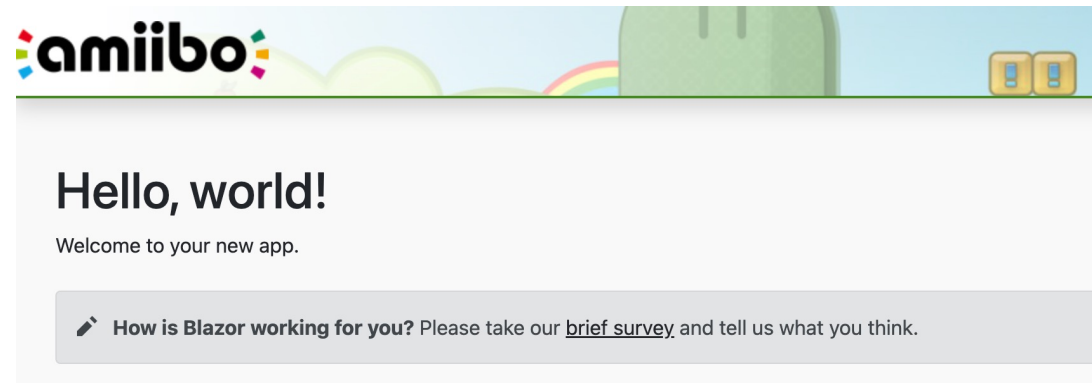 amiibo
! !
Hello, world!
Welcome to your new app.
How is Blazor working for you? Please take our brief survey and tell us what you think.